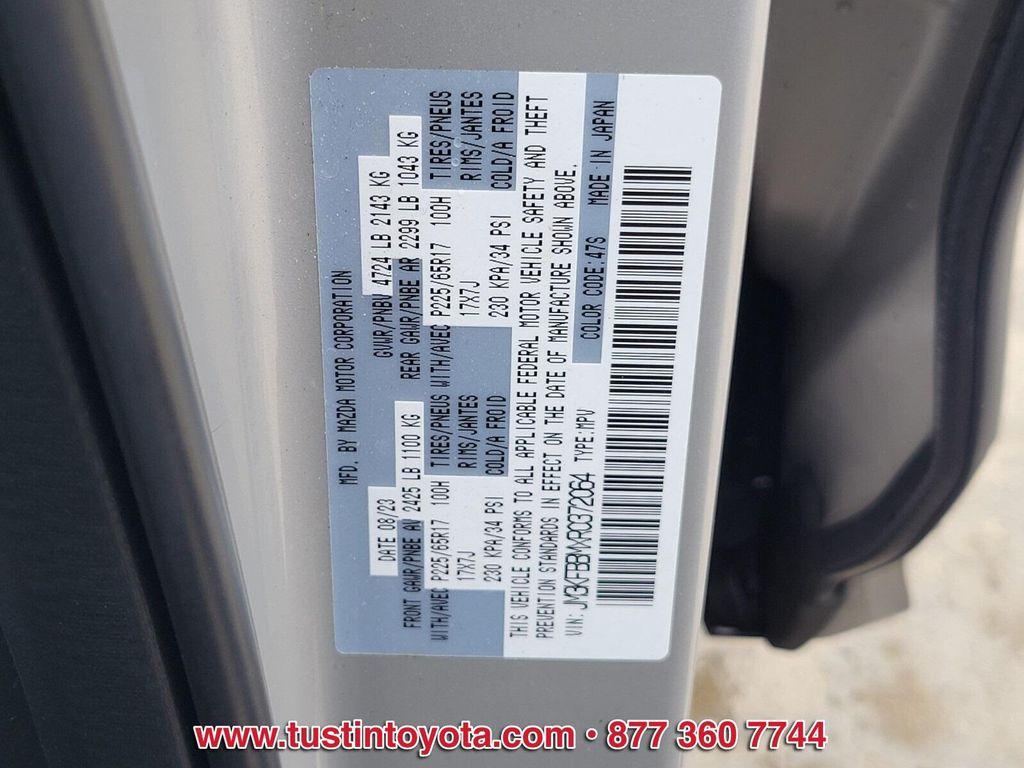 MFD. BY MAZDA MOTOR CORPORATION
DATE 08/23 GVWR/PNBV 4724 LB 2143 KG
FRONT GAWR/PNBE AV 2425 LB 1100 KG REAR GAWR/PNBE AR 2299 LB 1043 KG
WITH/AVEC P225/65R17 100H TIRES/PNEUS WITH/AVEC P225/65R17 100H TIRES/PNEUS
17X7J RIMS/JANTES 17X7J RIMS/JANTES
230 KPA/34 PSI COLD/A FROID 230 KPA/34 PSI COLD/A FROID
THIS VEHICLE CONFORMS TO ALL APPLICABLE FEDERAL MOTOR VEHICLE SAFETY AND THEFT
PREVENTION STANDARDS IN EFFECT ON THE DATE OF MANUFACTURE SHOWN ABOVE.
VIN: JM3KFBBMXR0372064 TYPE:MPV COLOR CODE:47S MADE IN JAPAN
www.tustintoyota.com • 877 360 7744